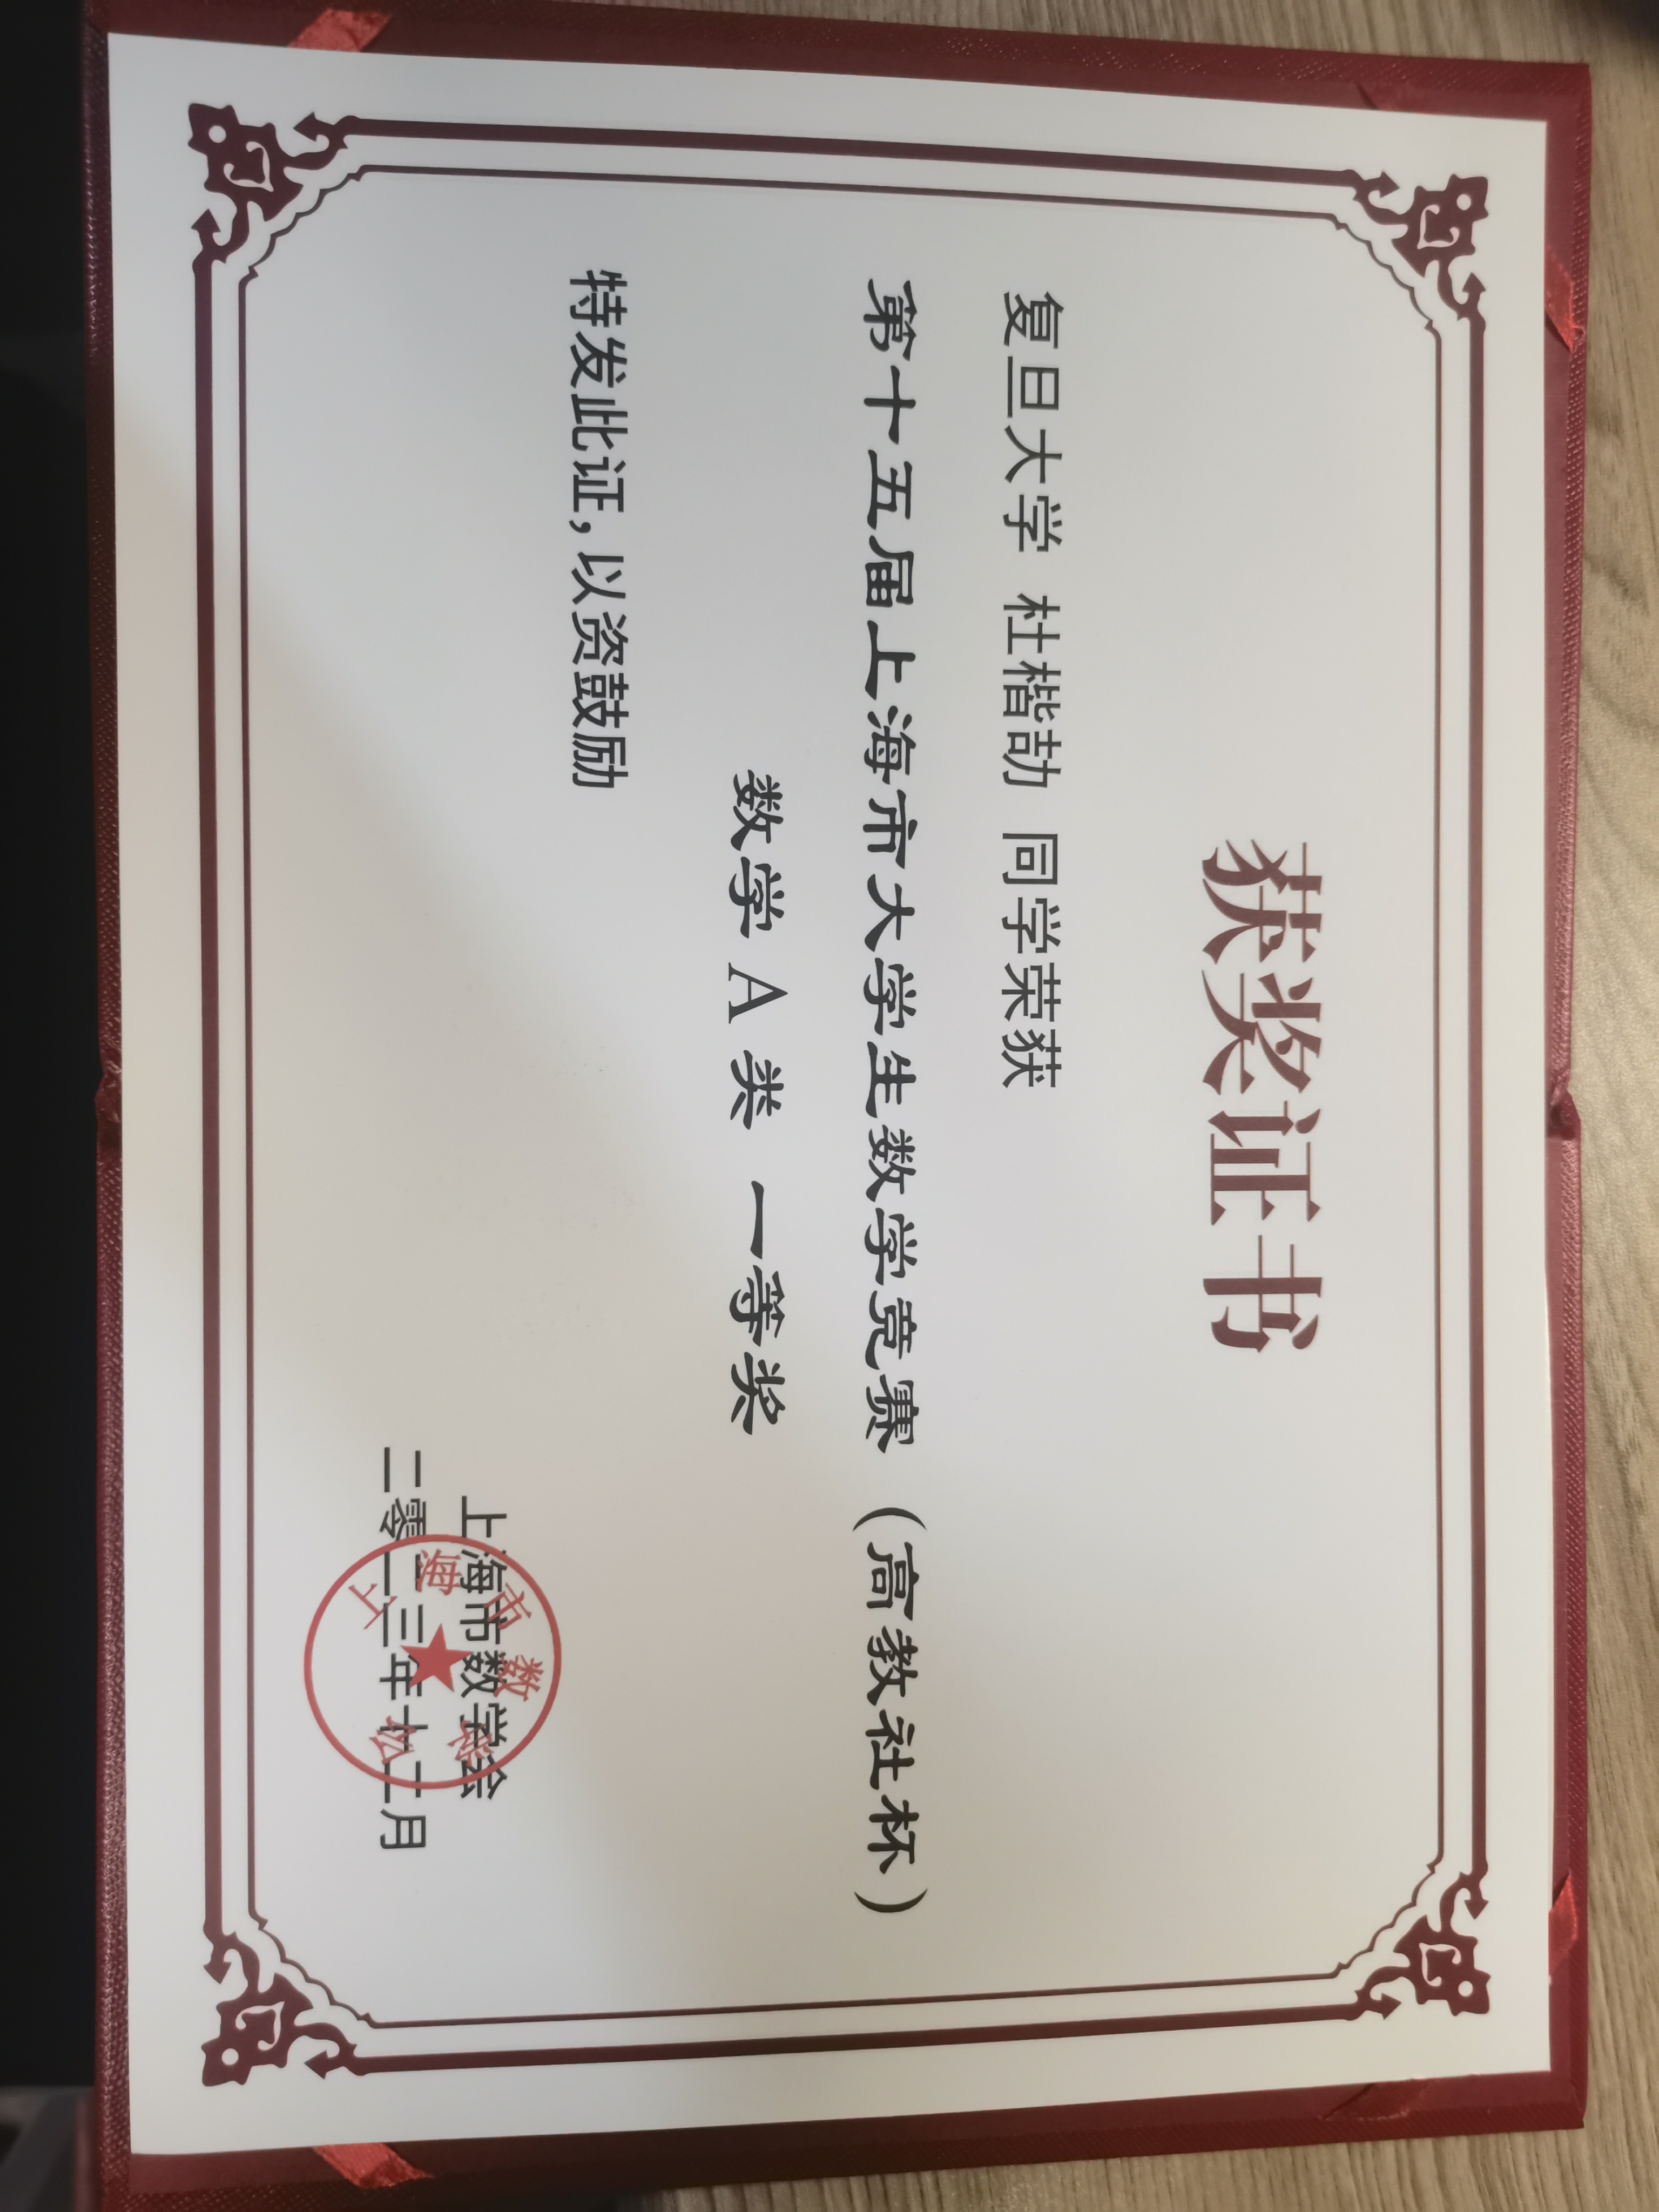 获奖证书
复旦大学 杜楷劼 同学荣获
第十五届上海市大学生数学竞赛（高教社杯）
数学 A 类 一等奖
特发此证,以资鼓励
上海市数学会
二零二三年十二月
上海市数学会